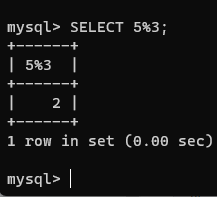 mysql> SELECT 5%3;
+------+
| 5%3  |
+------+
|    2 |
+------+
1 row in set (0.00 sec)
mysql>